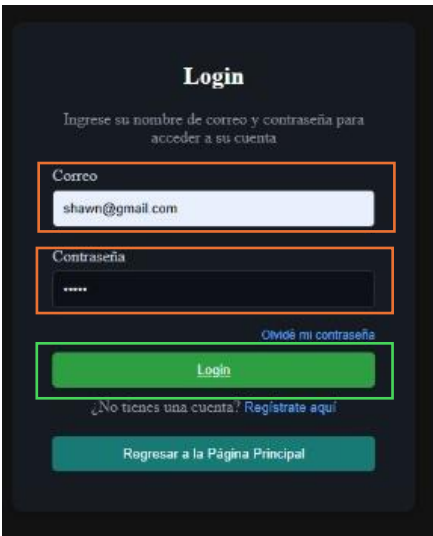 Login
Ingrese su nombre de correo y contraseña para
acceder a su cuenta
Correo
shawn@gmail.com
Contraseña
•••••
Olvidé mi contraseña
Login
¿No tienes una cuenta? Regístrate aquí
Regresar a la Página Principal